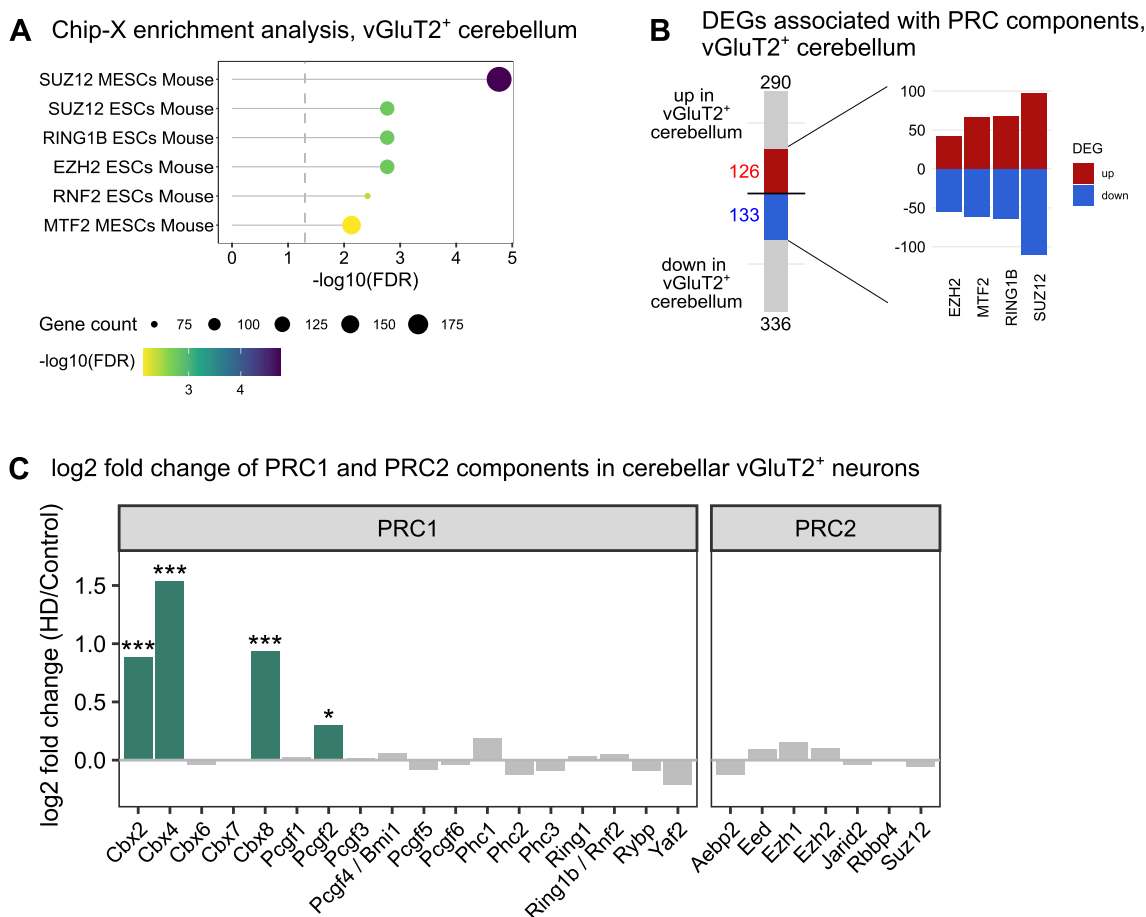 A Chip-X enrichment analysis, vGluT2+ cerebellum
SUZ12 MESCs Mouse
SUZ12 ESCs Mouse
RING1B ESCs Mouse
EZH2 ESCs Mouse
RNF2 ESCs Mouse
MTF2 MESCs Mouse
0 1 2 3 4 5
-log10(FDR)
Gene count 75 100 125 150 175
-log10(FDR)
3 4
B DEGs associated with PRC components,
vGluT2+ cerebellum
290
up in
vGluT2+
cerebellum
126
133
down in
vGluT2+
cerebellum
336
100
50
0
-50
-100
EZH2
MTF2
RING1B
SUZ12
DEG
up
down
C log2 fold change of PRC1 and PRC2 components in cerebellar vGluT2+ neurons
log2 fold change (HD/Control)
PRC1
PRC2
1.5
1.0
0.5
0.0
***
***
***
*
Cbx2
Cbx4
Cbx6
Cbx7
Cbx8
Pcgf1
Pcgf2
Pcgf3
Pcgf4 / Bmi1
Pcgf5
Pcgf6
Phc1
Phc2
Phc3
Ring1
Ring1b / Rnf2
Rybp
Yaf2
Aebp2
Eed
Ezh1
Ezh2
Jarid2
Rbbp4
Suz12